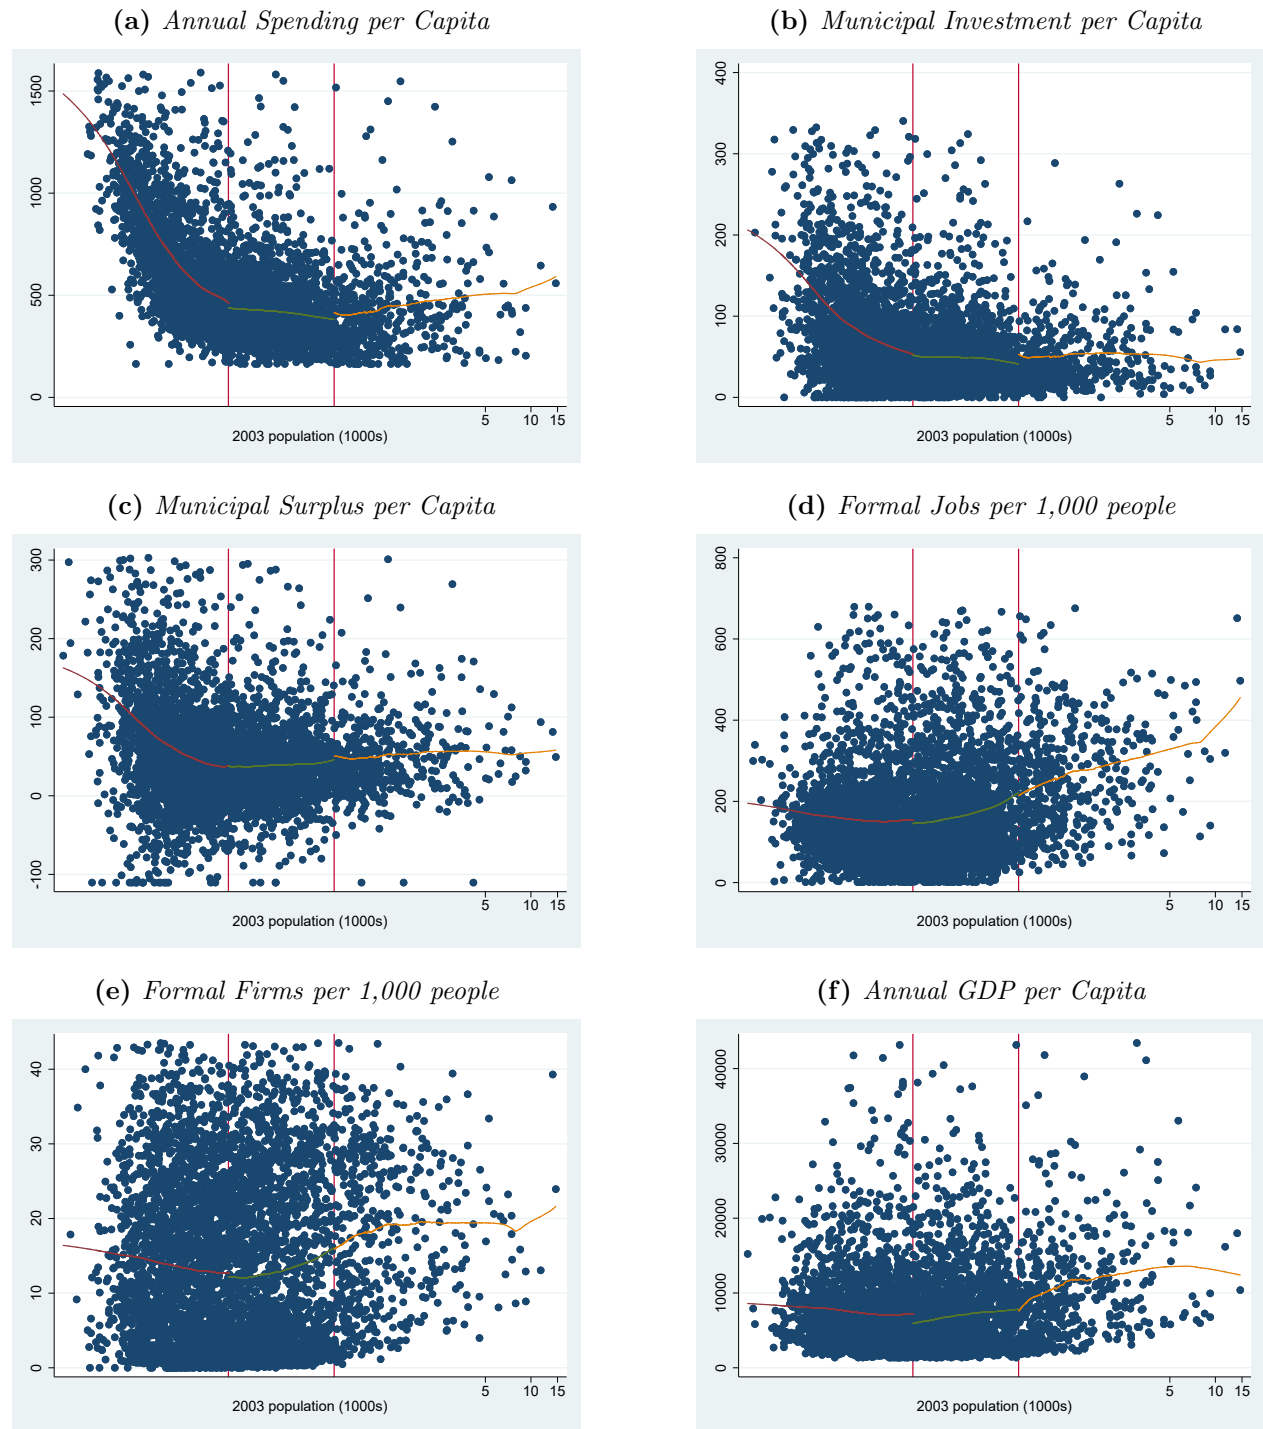 (a) Annual Spending per Capita
1500
1000
500
0
5 10 15
2003 population (1000s)
(b) Municipal Investment per Capita
400
300
200
100
0
5 10 15
2003 population (1000s)
(c) Municipal Surplus per Capita
300
200
100
0
-100
5 10 15
2003 population (1000s)
(d) Formal Jobs per 1,000 people
800
600
400
200
0
5 10 15
2003 population (1000s)
(e) Formal Firms per 1,000 people
40
30
20
10
0
5 10 15
2003 population (1000s)
(f) Annual GDP per Capita
40000
30000
20000
10000
0
5 10 15
2003 population (1000s)